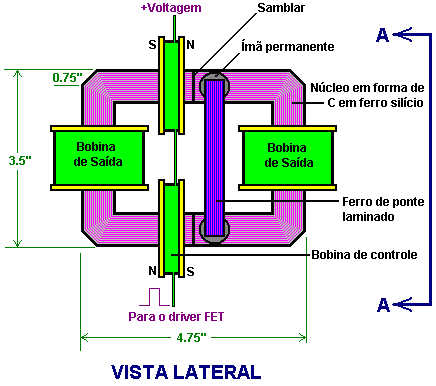 +Voltagem
Samblar
A
S
N
Ímã permanente
0.75"
Núcleo em forma de
C em ferro silício
Bobina
de Saída
Bobina
de Saída
3.5"
Ferro de ponte
laminado
Bobina de controle
N
S
A
Para o driver FET
4.75"
VISTA LATERAL